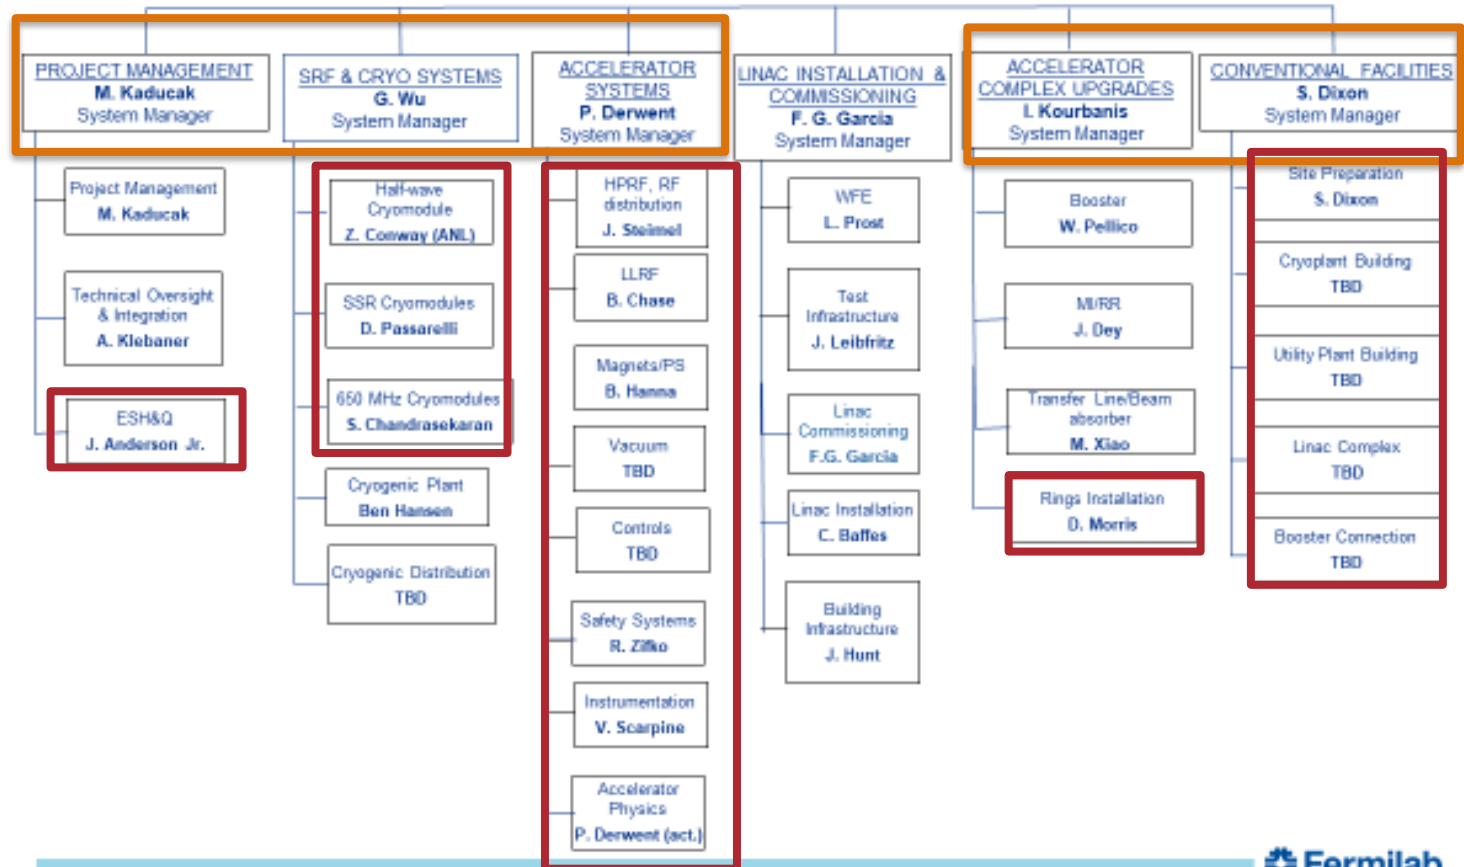 PROJECT MANAGEMENT
M. Kaducak
System Manager
Project Management
M. Kaducak
Technical Oversight
& Integration
A. Klebaner
ESH&Q
J. Anderson Jr.
SRF & CRYO SYSTEMS
G. Wu
System Manager
Half-wave
Cryomodule
Z. Conway (ANL)
SSR Cryomodules
D. Passarelli
650 MHz Cryomodules
S. Chandrasekaran
Cryogenic Plant
Ben Hansen
Cryogenic Distribution
TBD
ACCELERATOR
SYSTEMS
P. Derwent
System Manager
HPRF, RF
distribution
J. Steimel
LLRF
B. Chase
Magnets/PS
B. Hanna
Vacuum
TBD
Controls
TBD
Safety Systems
R. Zifko
Instrumentation
V. Scarpine
Accelerator
Physics
P. Derwent (act.)
LINAC INSTALLATION &
COMMISSIONING
F. G. Garcia
System Manager
WFE
L. Prost
Test
Infrastructure
J. Leibfritz
Linac
Commissioning
F.G. Garcia
Linac Installation
C. Baffes
Building
Infrastructure
J. Hunt
ACCELERATOR
COMPLEX UPGRADES
I. Kourbanis
System Manager
Booster
W. Pellico
MI/RR
J. Dey
Transfer Line/Beam
absorber
M. Xiao
Rings Installation
D. Morris
CONVENTIONAL FACILITIES
S. Dixon
System Manager
Site Preparation
S. Dixon
Cryoplant Building
TBD
Utility Plant Building
TBD
Linac Complex
TBD
Booster Connection
TBD
Fermilab